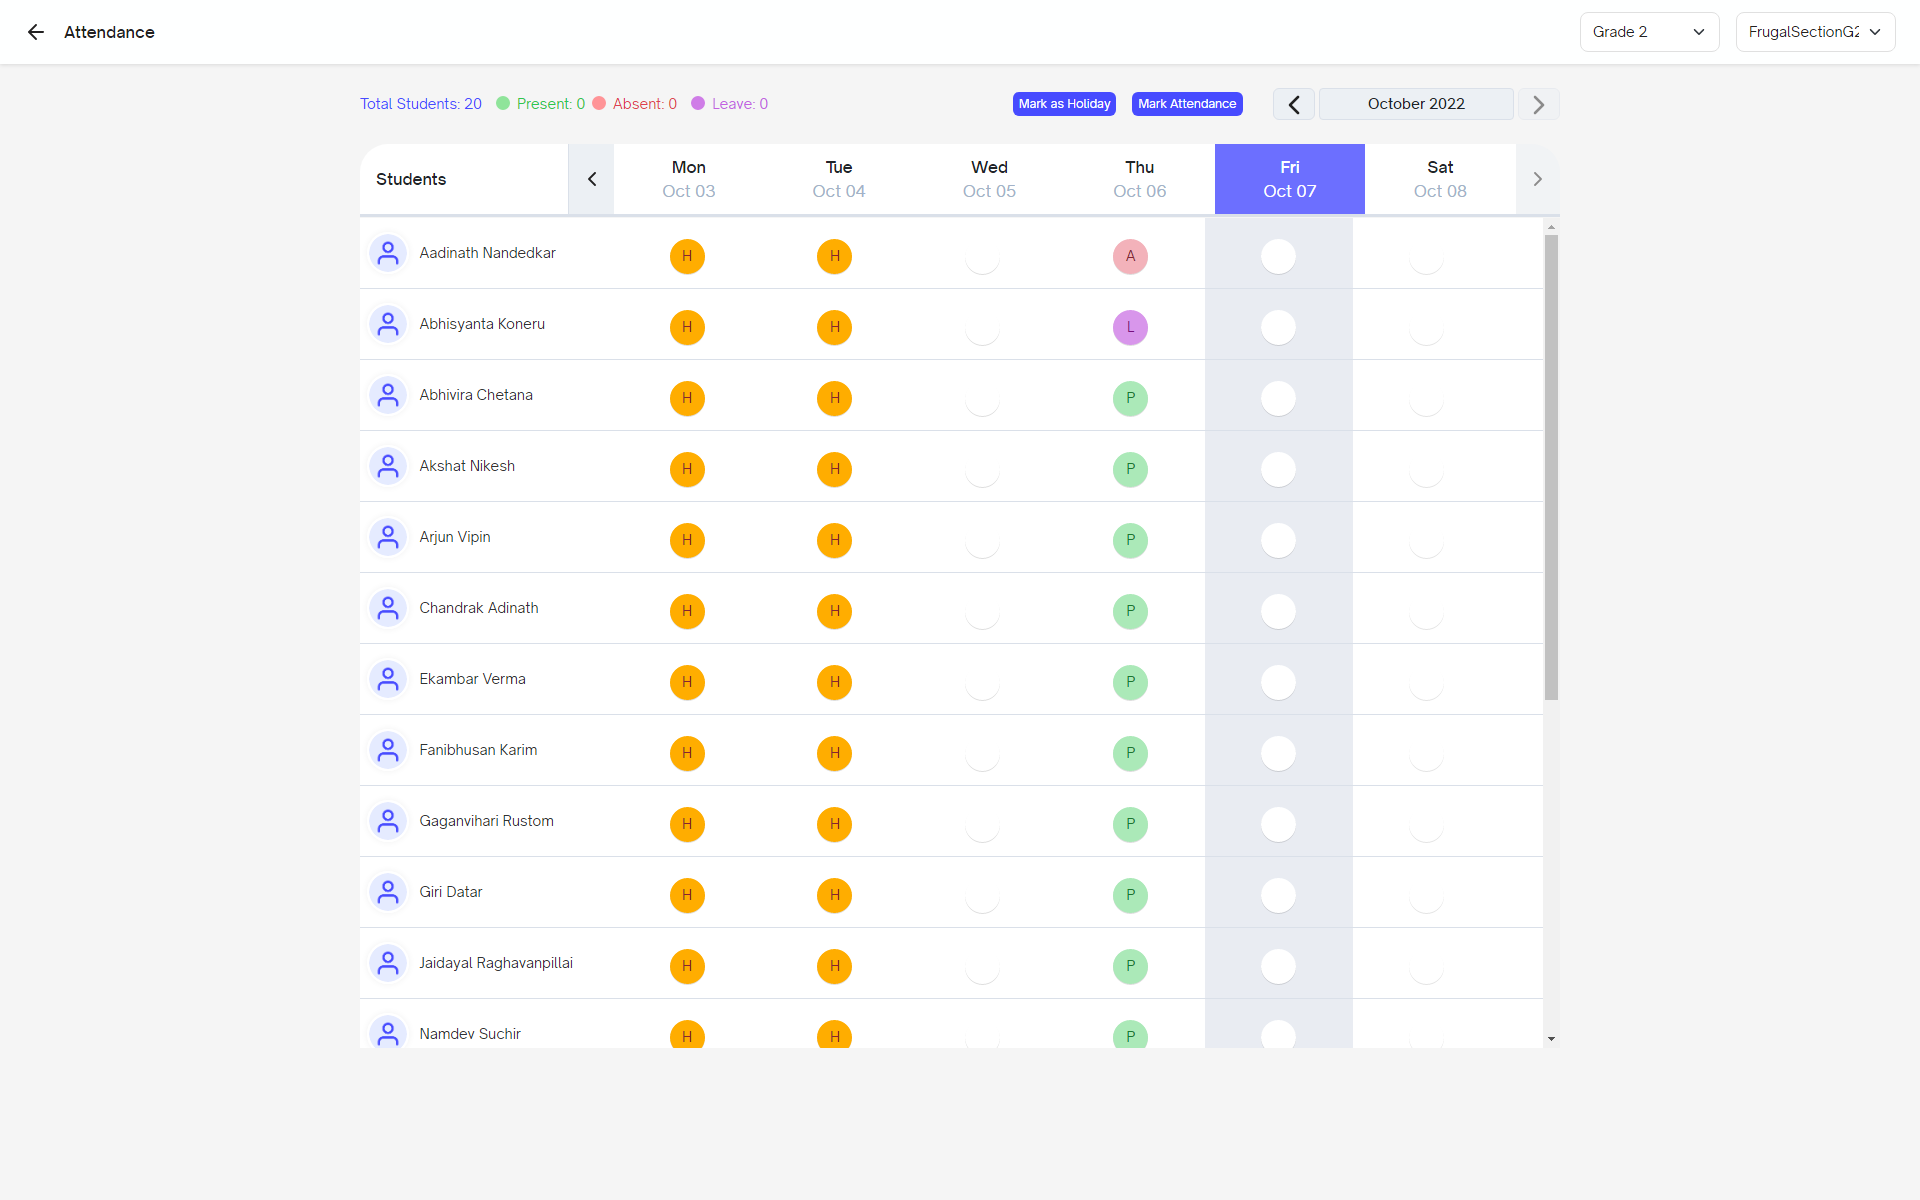 Attendance
Grade 2
FrugalSectionG2
Total Students: 20 Present: 0 Absent: 0 Leave: 0
Mark as Holiday Mark Attendance October 2022
Students Mon Tue Wed Thu Fri Sat
Oct 03 Oct 04 Oct 05 Oct 06 Oct 07 Oct 08
Aadinath Nandedkar H H A
Abhisyanta Koneru H H L
Abhivira Chetana H H P
Akshat Nikesh H H P
Arjun Vipin H H P
Chandrak Adinath H H P
Ekambar Verma H H P
Fanibhusan Karim H H P
Gaganvihari Rustom H H P
Giri Datar H H P
Jaidayal Raghavanpillai H H P
Namdev Suchir H H P